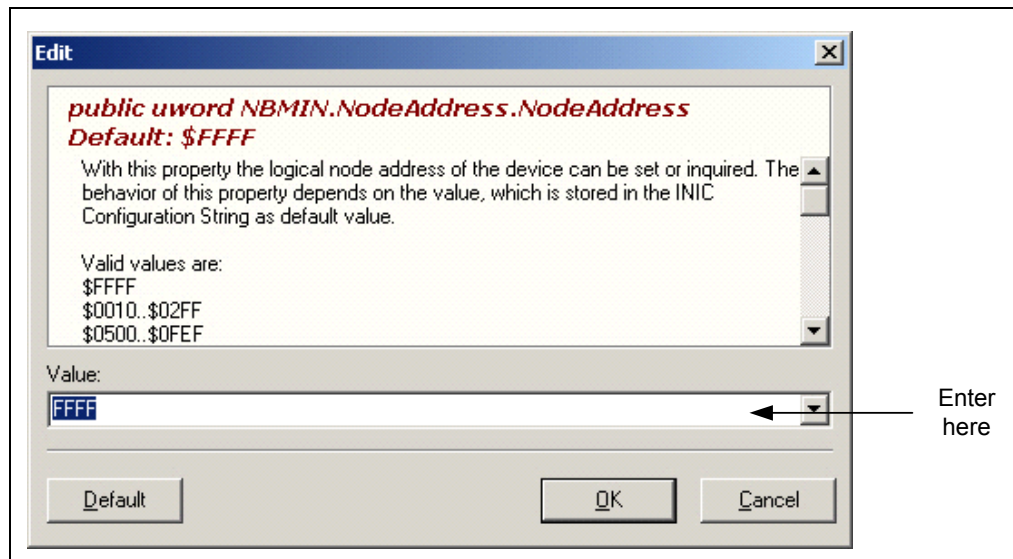 Edit
public uword NBMIN.NodeAddress.NodeAddress
Default: $FFFF
With this property the logical node address of the device can be set or inquired. The
behavior of this property depends on the value, which is stored in the INIC
Configuration String as default value.
Valid values are:
$FFFF
$0010..$02FF
$0500..$0FEF
Value:
FFFF
Enter
here
Default
OK
Cancel